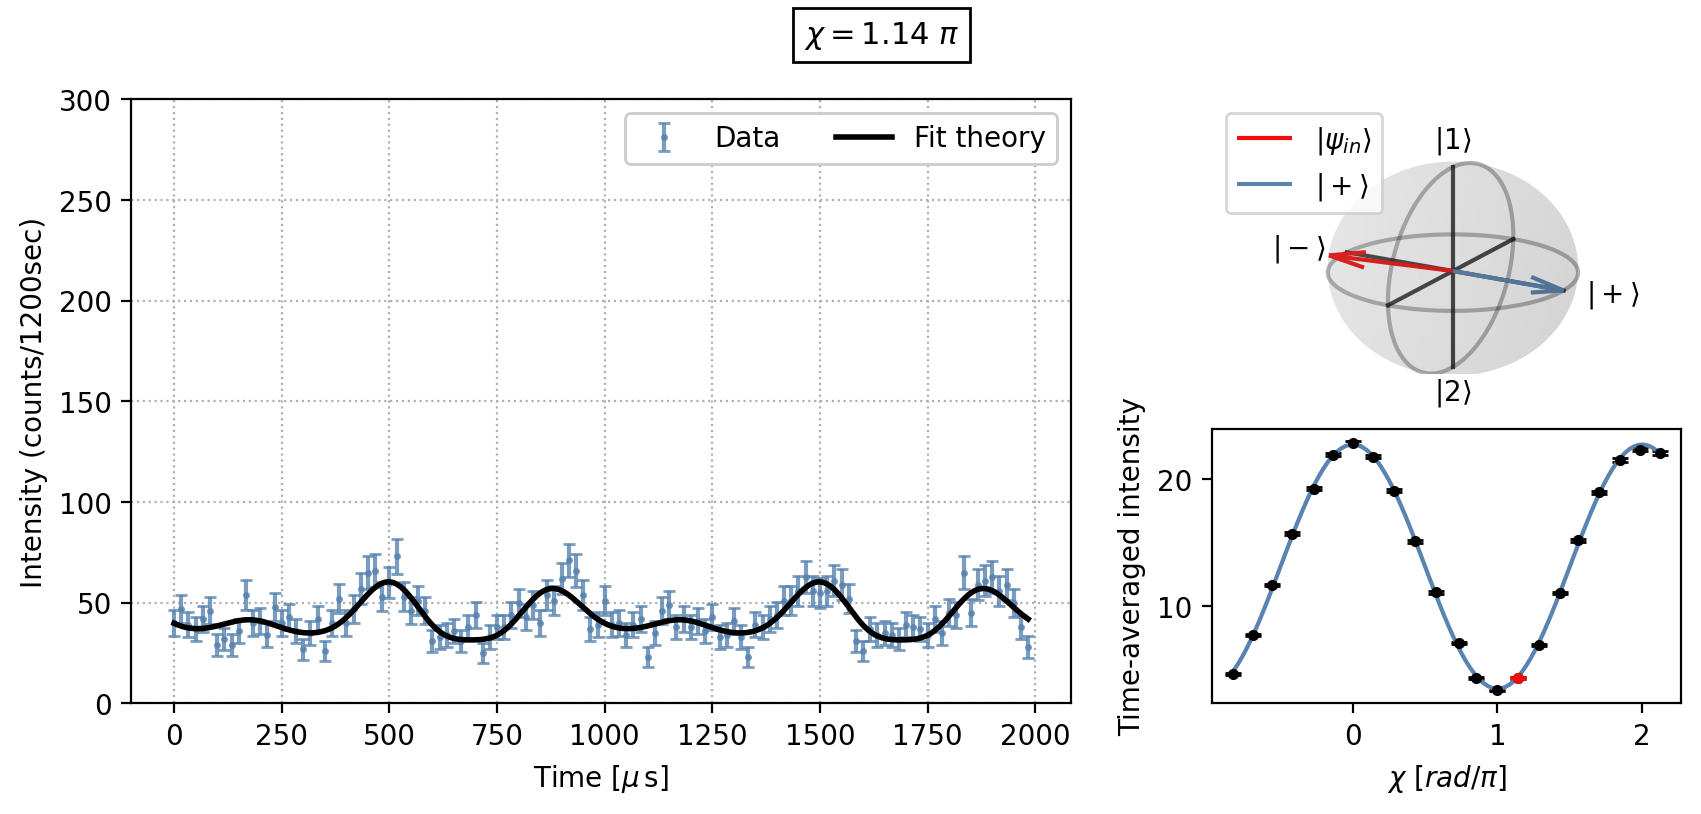 χ = 1.14 π
Intensity (counts/1200sec)
300
250
200
150
100
50
0
Data
Fit theory
0 250 500 750 1000 1250 1500 1750 2000
Time [μ s]
|ψin⟩
|+⟩
|1⟩
|−⟩
|+⟩
|2⟩
Time-averaged intensity
20
10
0 1 2
χ [rad/π]